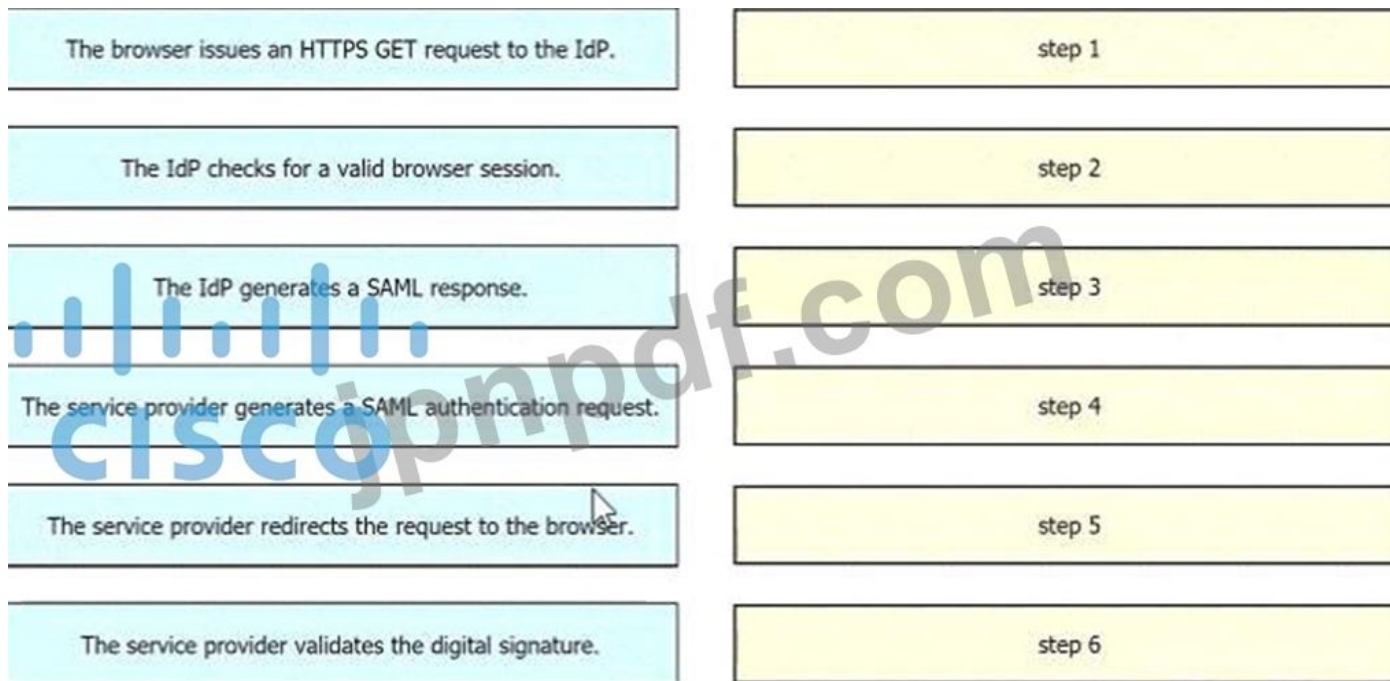 The browser issues an HTTPS GET request to the IdP.
step 1
The IdP checks for a valid browser session.
step 2
The IdP generates a SAML response.
step 3
The service provider generates a SAML authentication request.
step 4
The service provider redirects the request to the browser.
step 5
The service provider validates the digital signature.
step 6
CISCO
jpnpdf.com